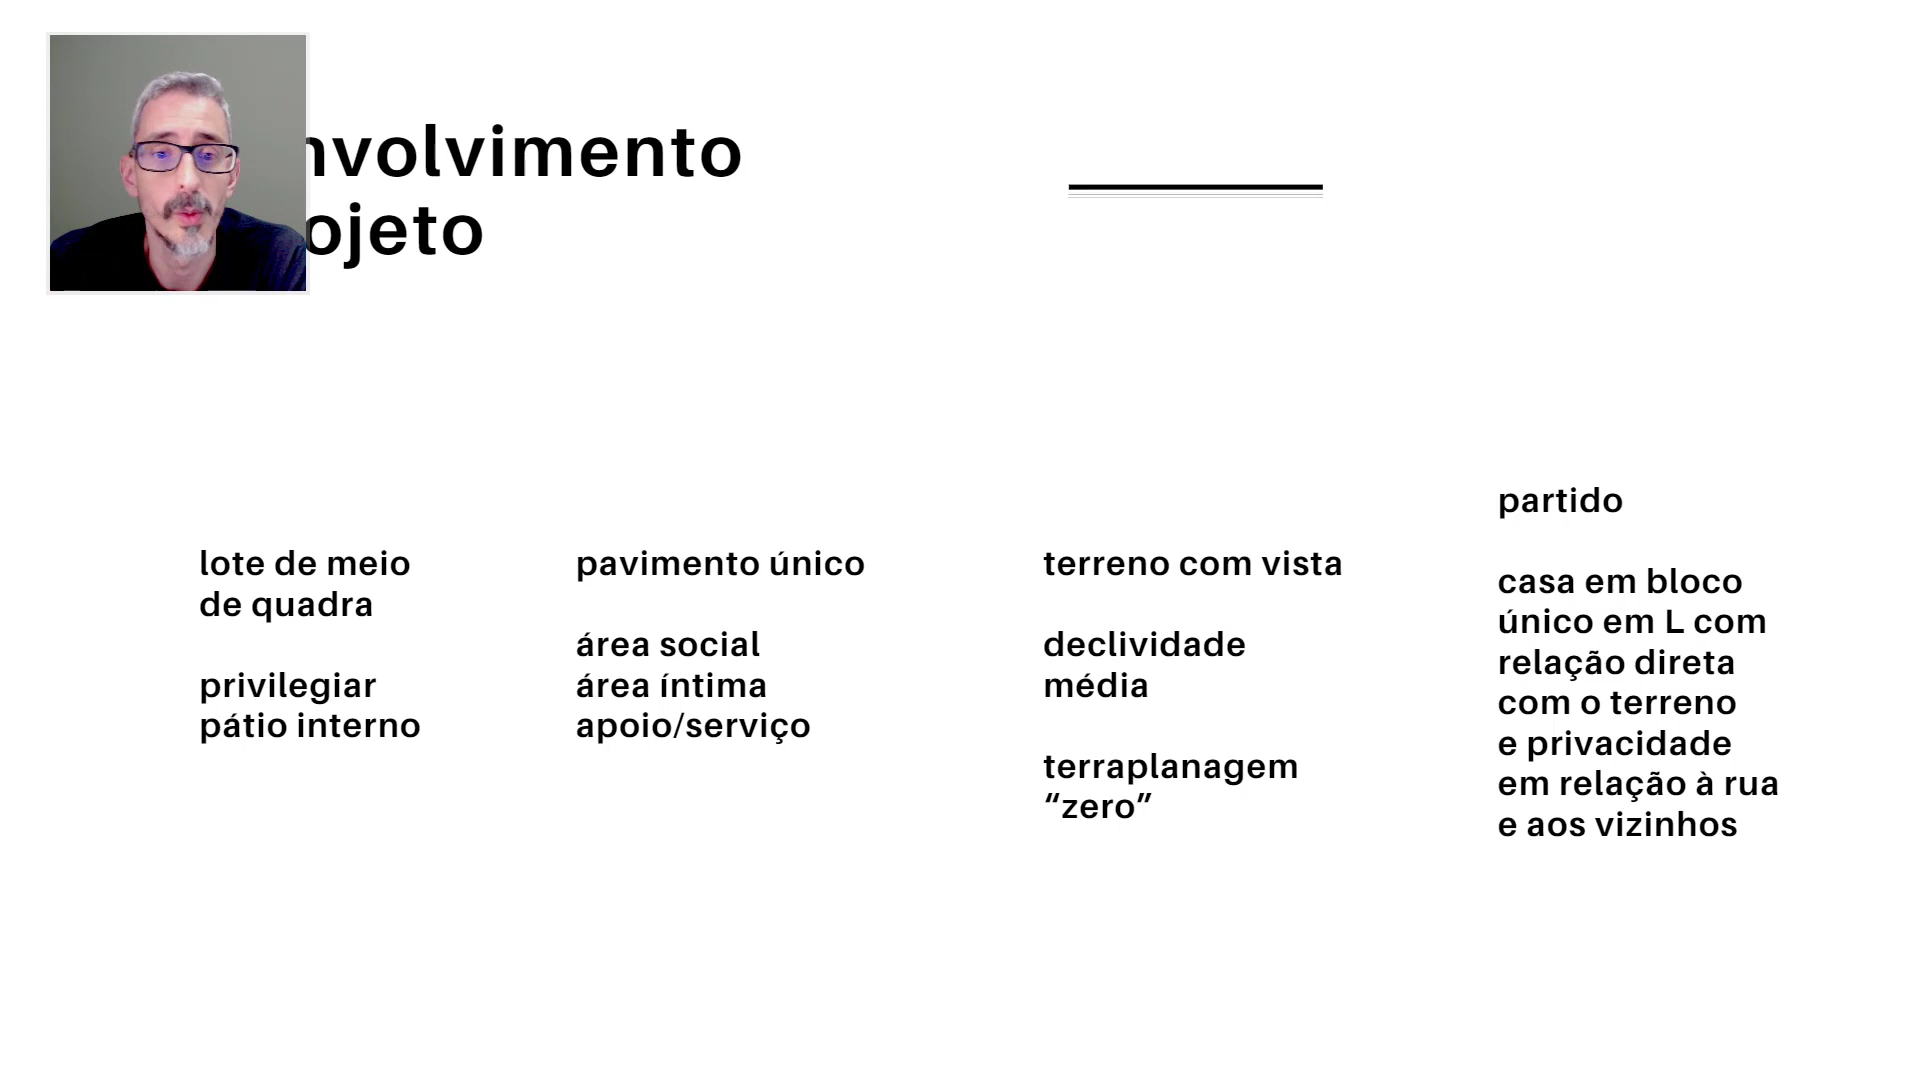 nvolvimento
ojeto
lote de meio
de quadra
privilegiar
pátio interno
pavimento único
área social
área íntima
apoio/serviço
terreno com vista
declividade
média
terraplanagem
“zero”
partido
casa em bloco
único em L com
relação direta
com o terreno
e privacidade
em relação à rua
e aos vizinhos